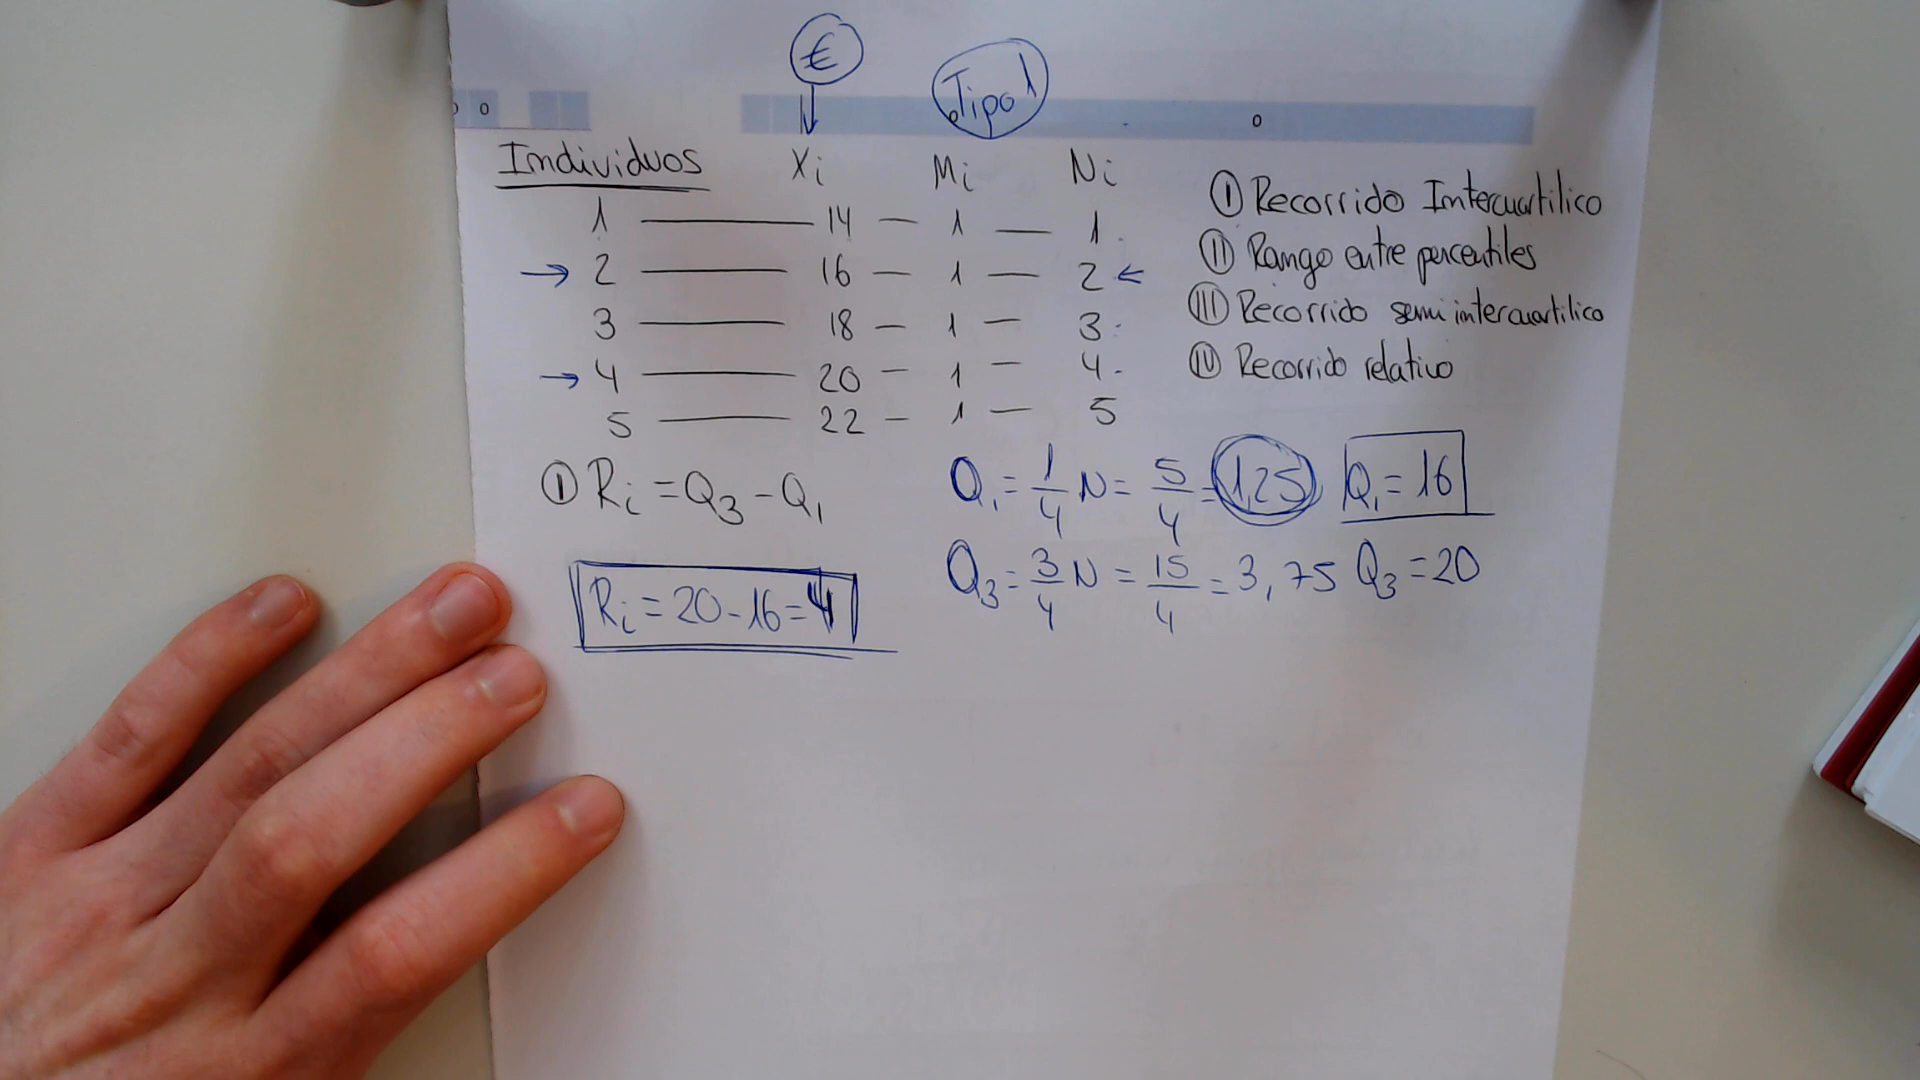 €
Tipo 1
Individuos Xi Mi Ni
1 — 14 — 1 — 1
→ 2 — 16 — 1 — 2 ←
3 — 18 — 1 — 3
→ 4 — 20 — 1 — 4
5 — 22 — 1 — 5
Ⓘ Recorrido Intercuartilico
Ⓘⓘ Rango entre percentiles
ⒾⒾⒾ Recorrido semi intercuartilico
ⒾⓋ Recorrido relativo
Ⓘ Ri = Q3 - Q1
Ri = 20 - 16 = 4
Q1 = 1/4 N = 5/4 = 1,25 Q1 = 16
Q3 = 3/4 N = 15/4 = 3,75 Q3 = 20